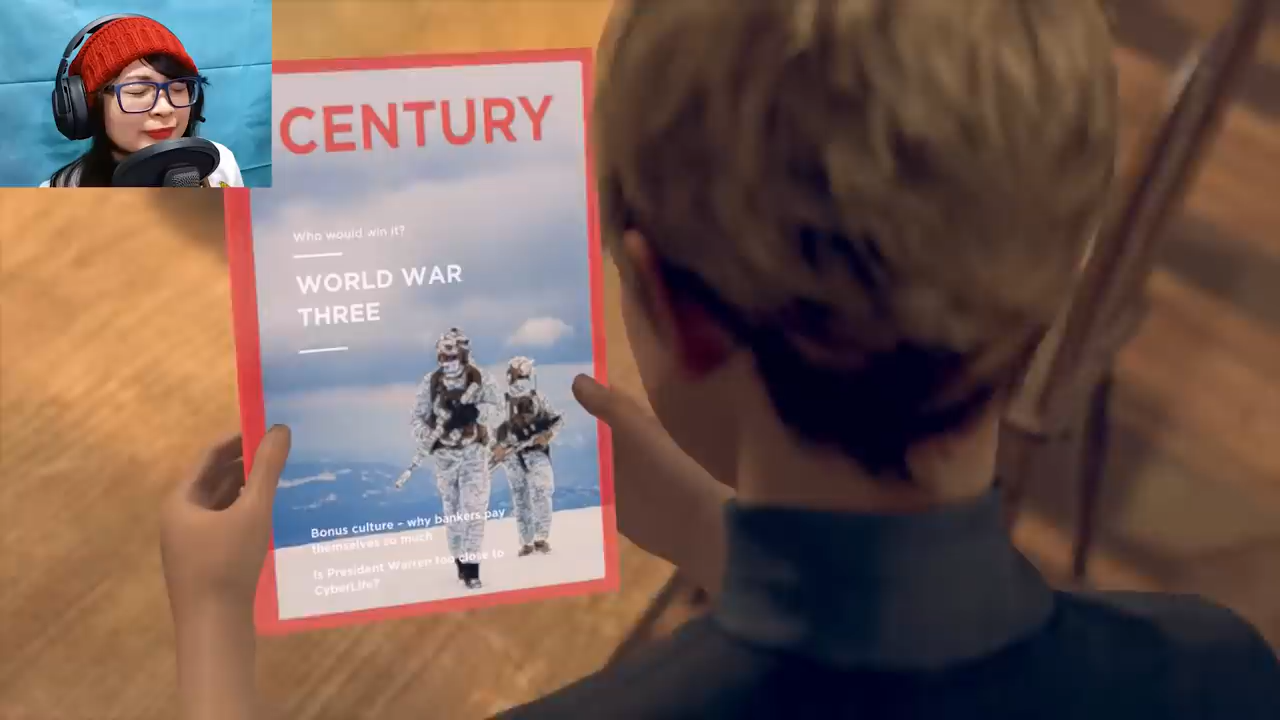 CENTURY
Who would win it?
WORLD WAR
THREE
Bonus culture - why bankers pay
themselves so much
Is President Warren too close to
CyberLife?